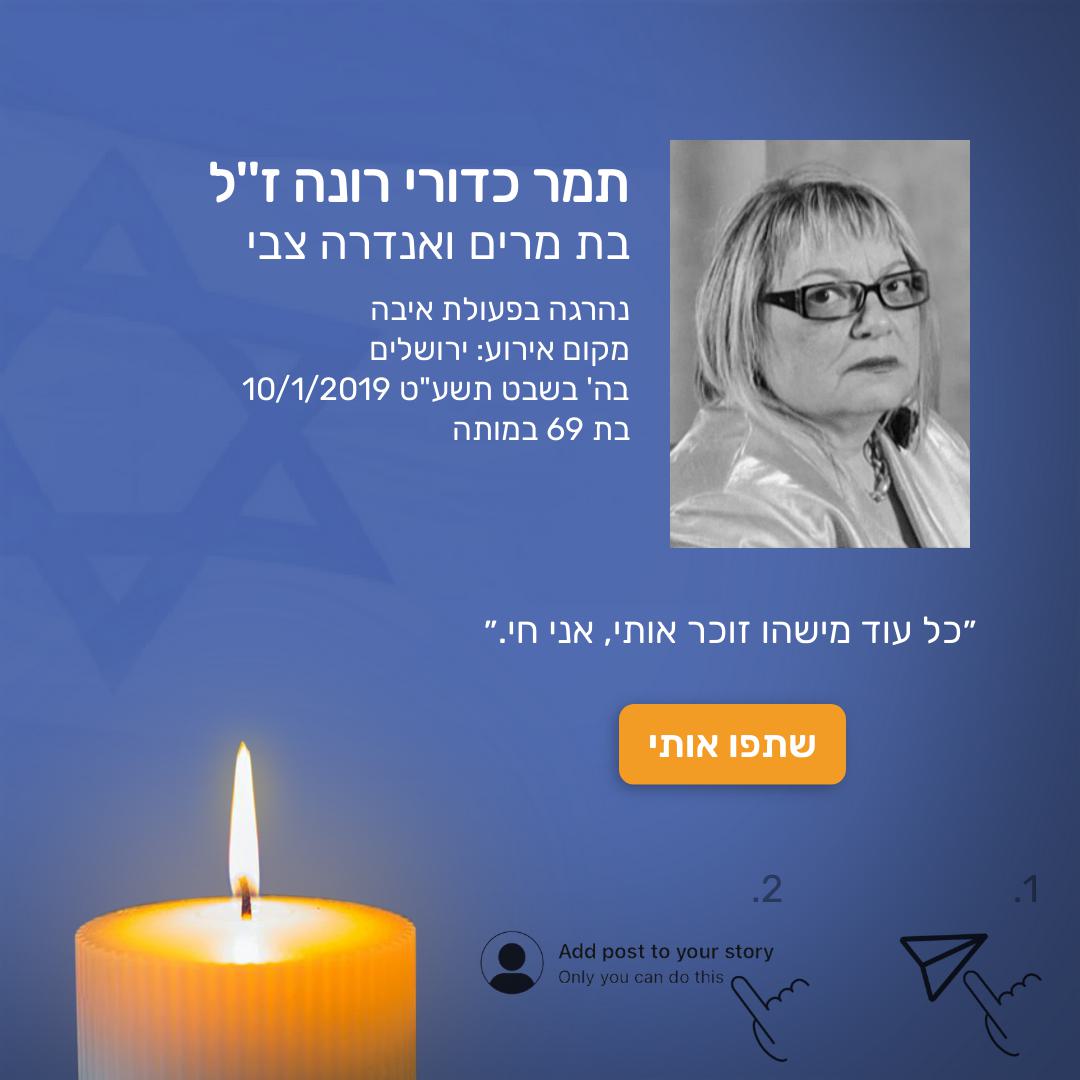 תמר כדורי רונה ז"ל
בת מרים ואנדרה צבי
נהרגה בפעולת איבה
מקום אירוע: ירושלים
בה' בשבט תשע"ט 10/1/2019
בת 69 במותה
״כל עוד מישהו זוכר אותי, אני חי.״
שתפו אותי
.1
.2
Add post to your story
Only you can do this